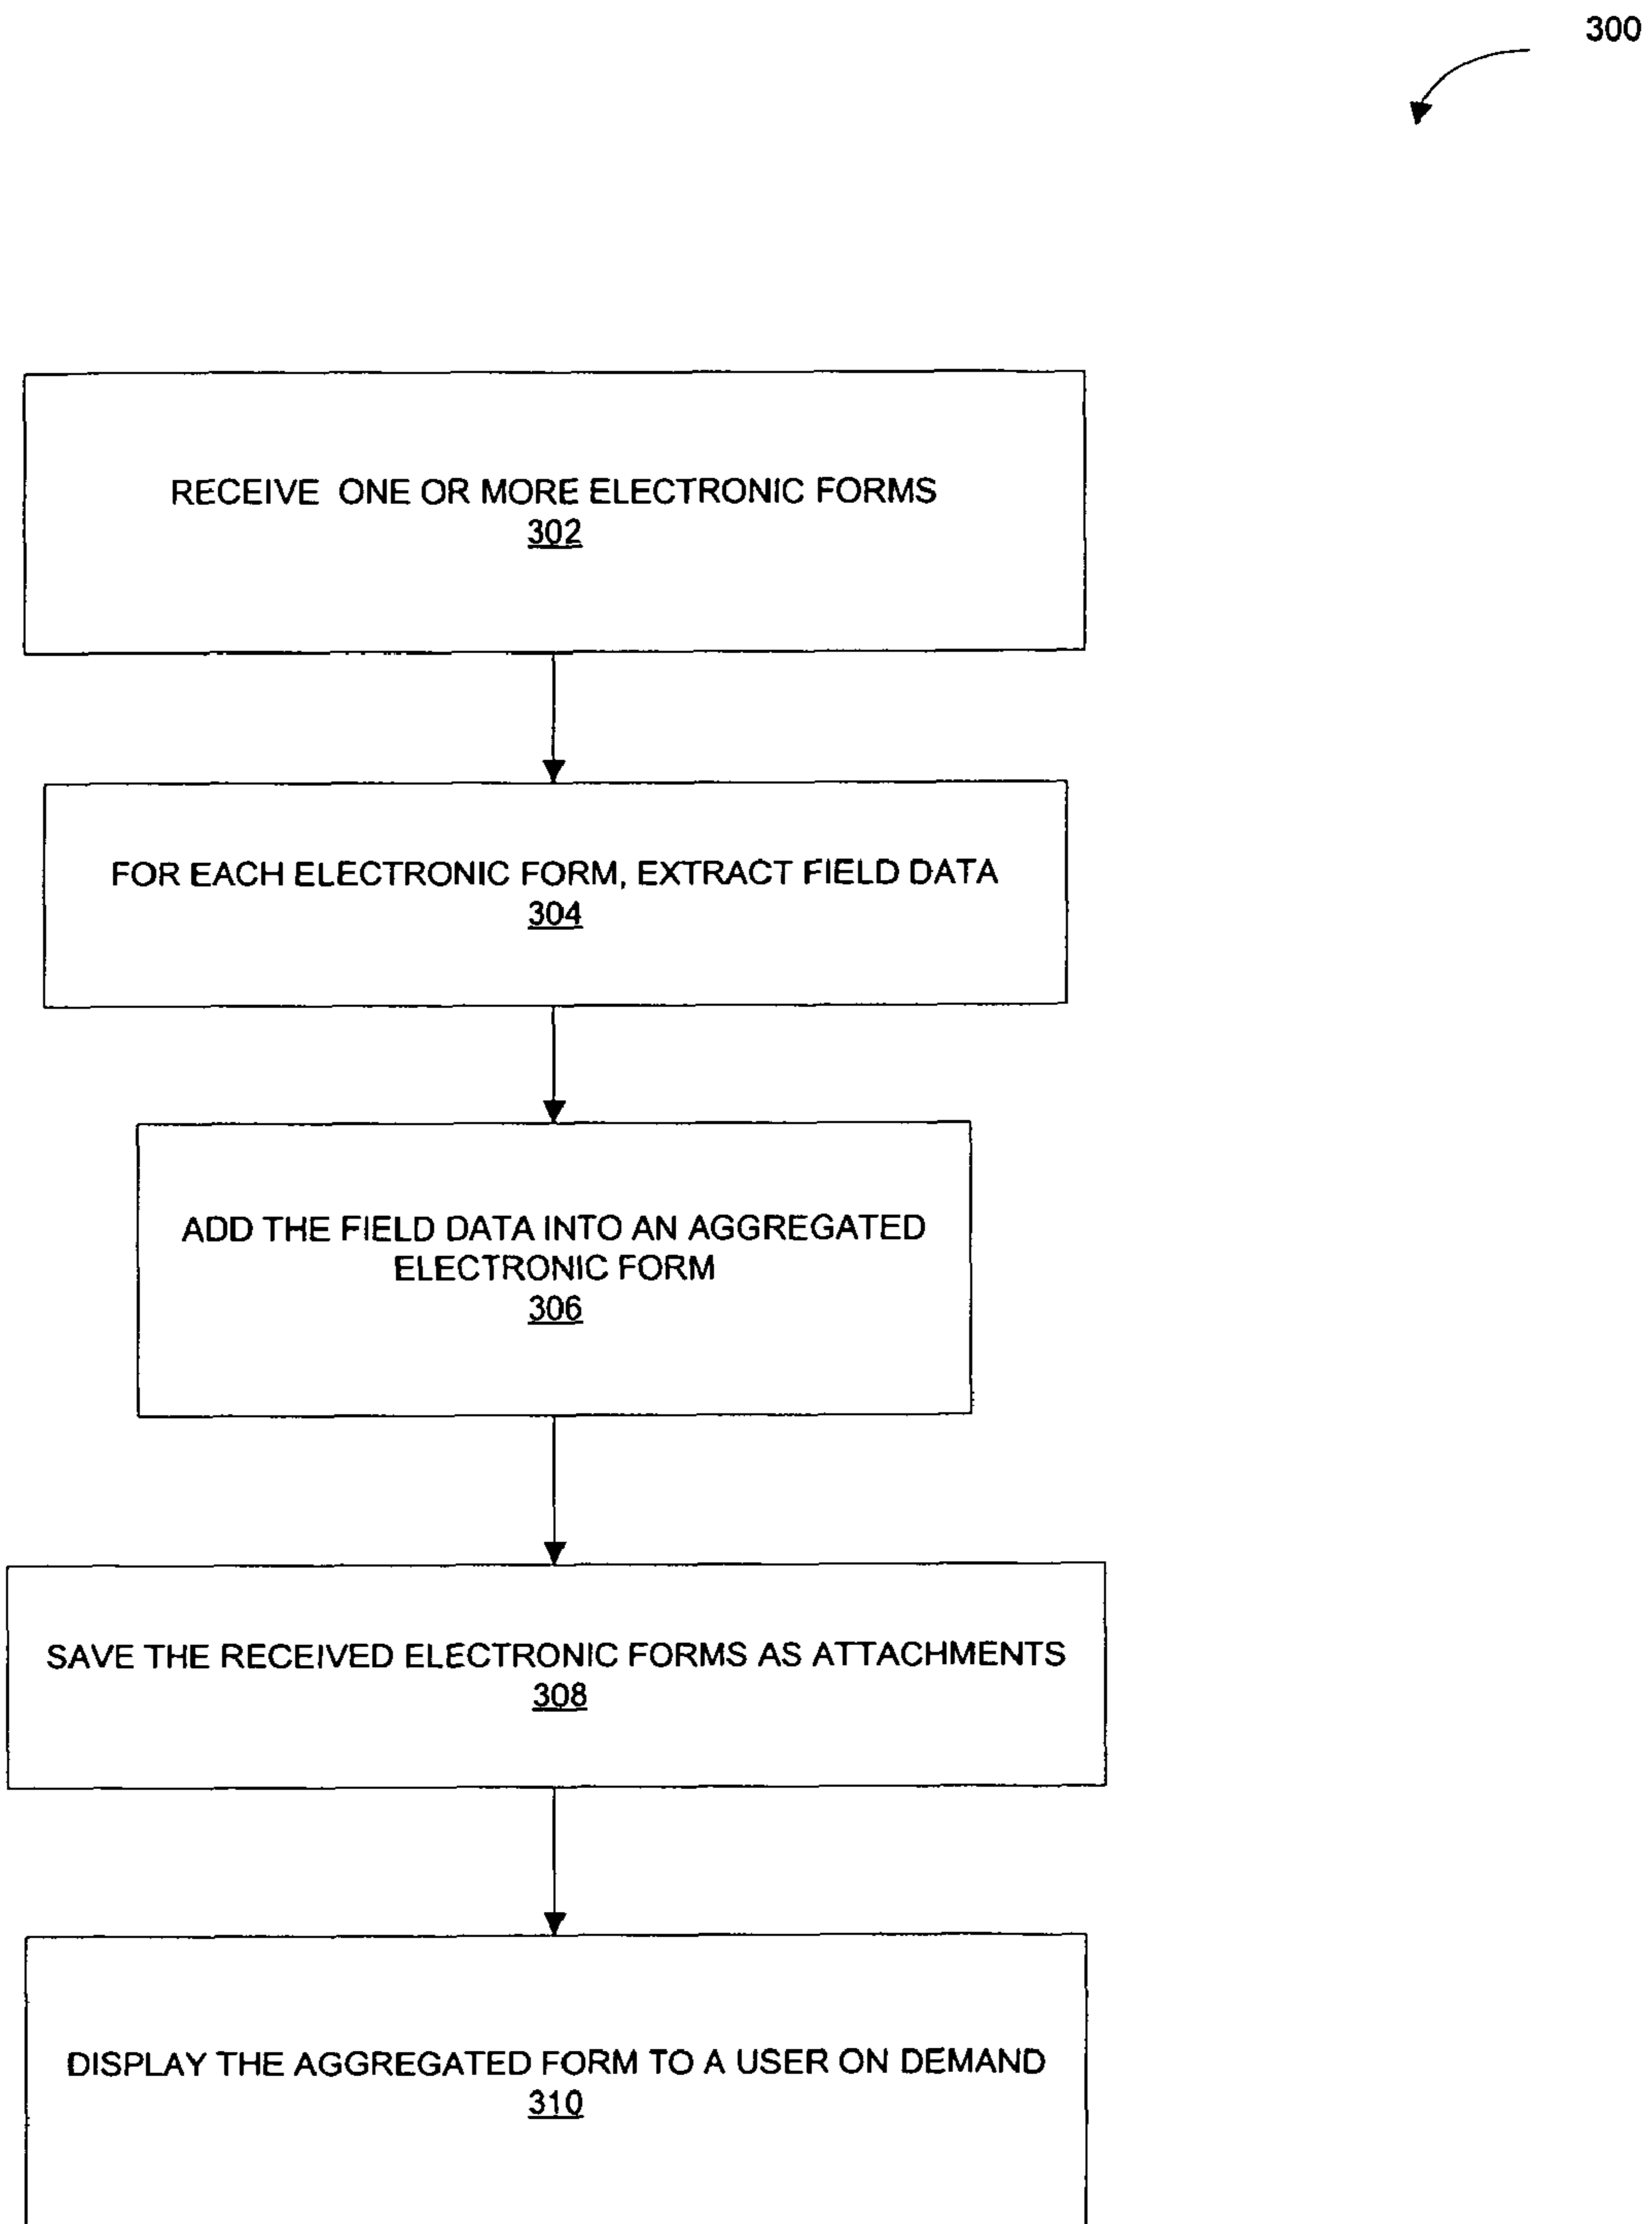 300
RECEIVE ONE OR MORE ELECTRONIC FORMS
302
FOR EACH ELECTRONIC FORM, EXTRACT FIELD DATA
304
ADD THE FIELD DATA INTO AN AGGREGATED
ELECTRONIC FORM
306
SAVE THE RECEIVED ELECTRONIC FORMS AS ATTACHMENTS
308
DISPLAY THE AGGREGATED FORM TO A USER ON DEMAND
310